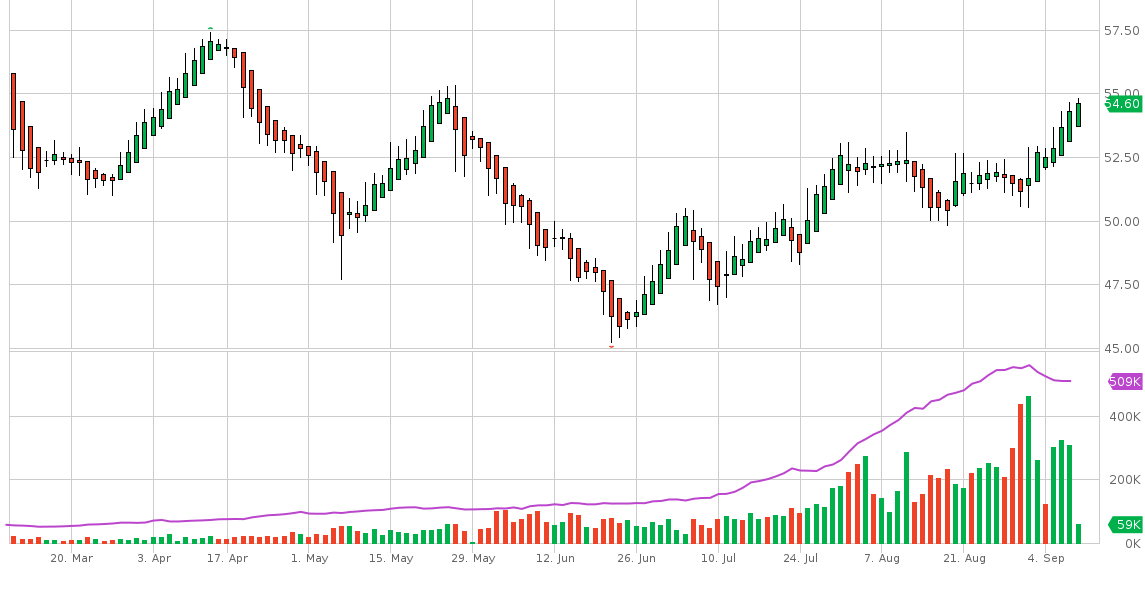 57.50
55.00
54.60
52.50
50.00
47.50
45.00
509K
400K
200K
59K
0K
20. Mar 3. Apr 17. Apr 1. May 15. May 29. May 12. Jun 26. Jun 10. Jul 24. Jul 7. Aug 21. Aug 4. Sep